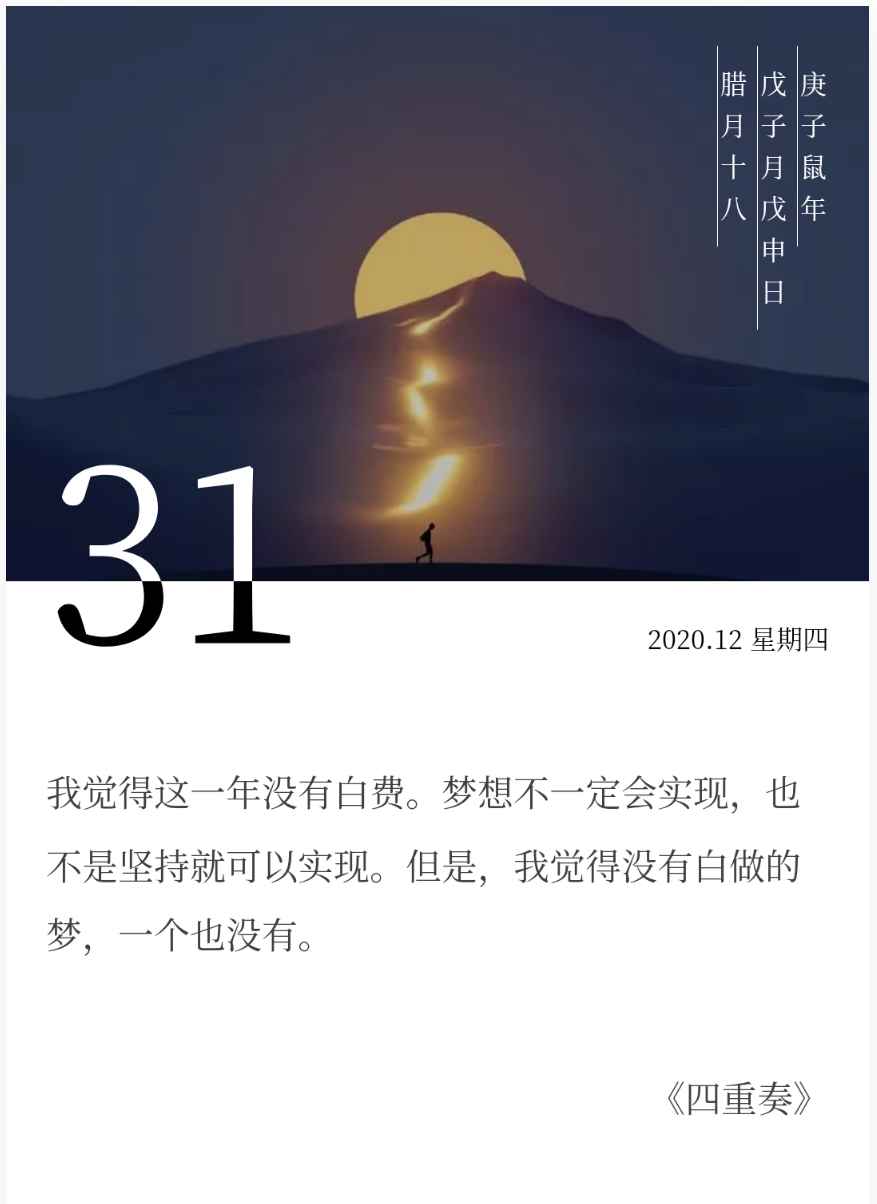 庚子鼠年
戊子月戊申日
腊月十八
31
2020.12 星期四
我觉得这一年没有白费。梦想不一定会实现，也
不是坚持就可以实现。但是，我觉得没有白做的
梦，一个也没有。
《四重奏》